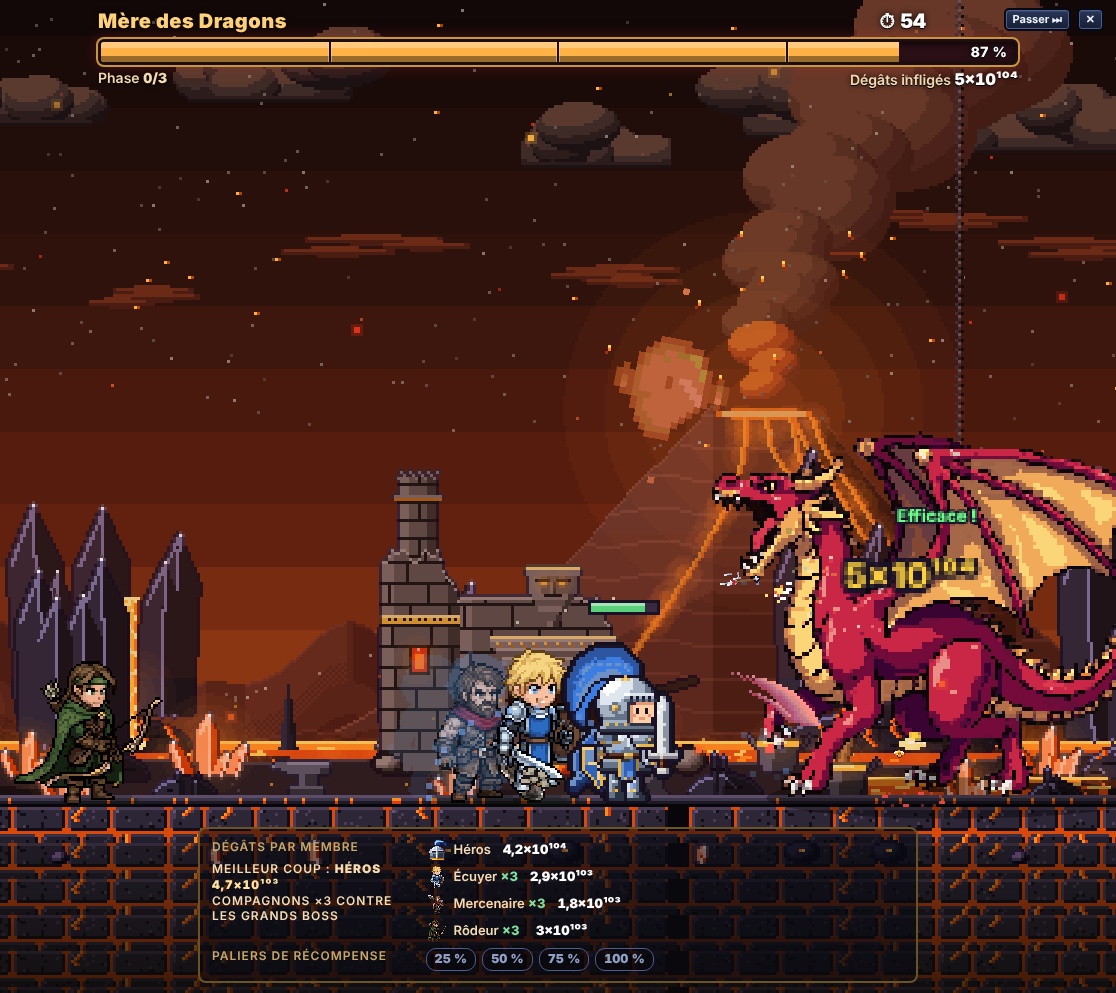 Mère des Dragons
⏱ 54
Passer ⏭
✕
87 %
Phase 0/3
Dégâts infligés 5×10¹⁰⁴
Efficace !
5×10¹⁰⁴
DÉGÂTS PAR MEMBRE
MEILLEUR COUP : HÉROS
4,7×10¹⁰³
COMPAGNONS ×3 CONTRE
LES GRANDS BOSS
Héros 4,2×10¹⁰⁴
Écuyer ×3 2,9×10¹⁰³
Mercenaire ×3 1,8×10¹⁰³
Rôdeur ×3 3×10¹⁰³
PALIERS DE RÉCOMPENSE
25 % 50 % 75 % 100 %